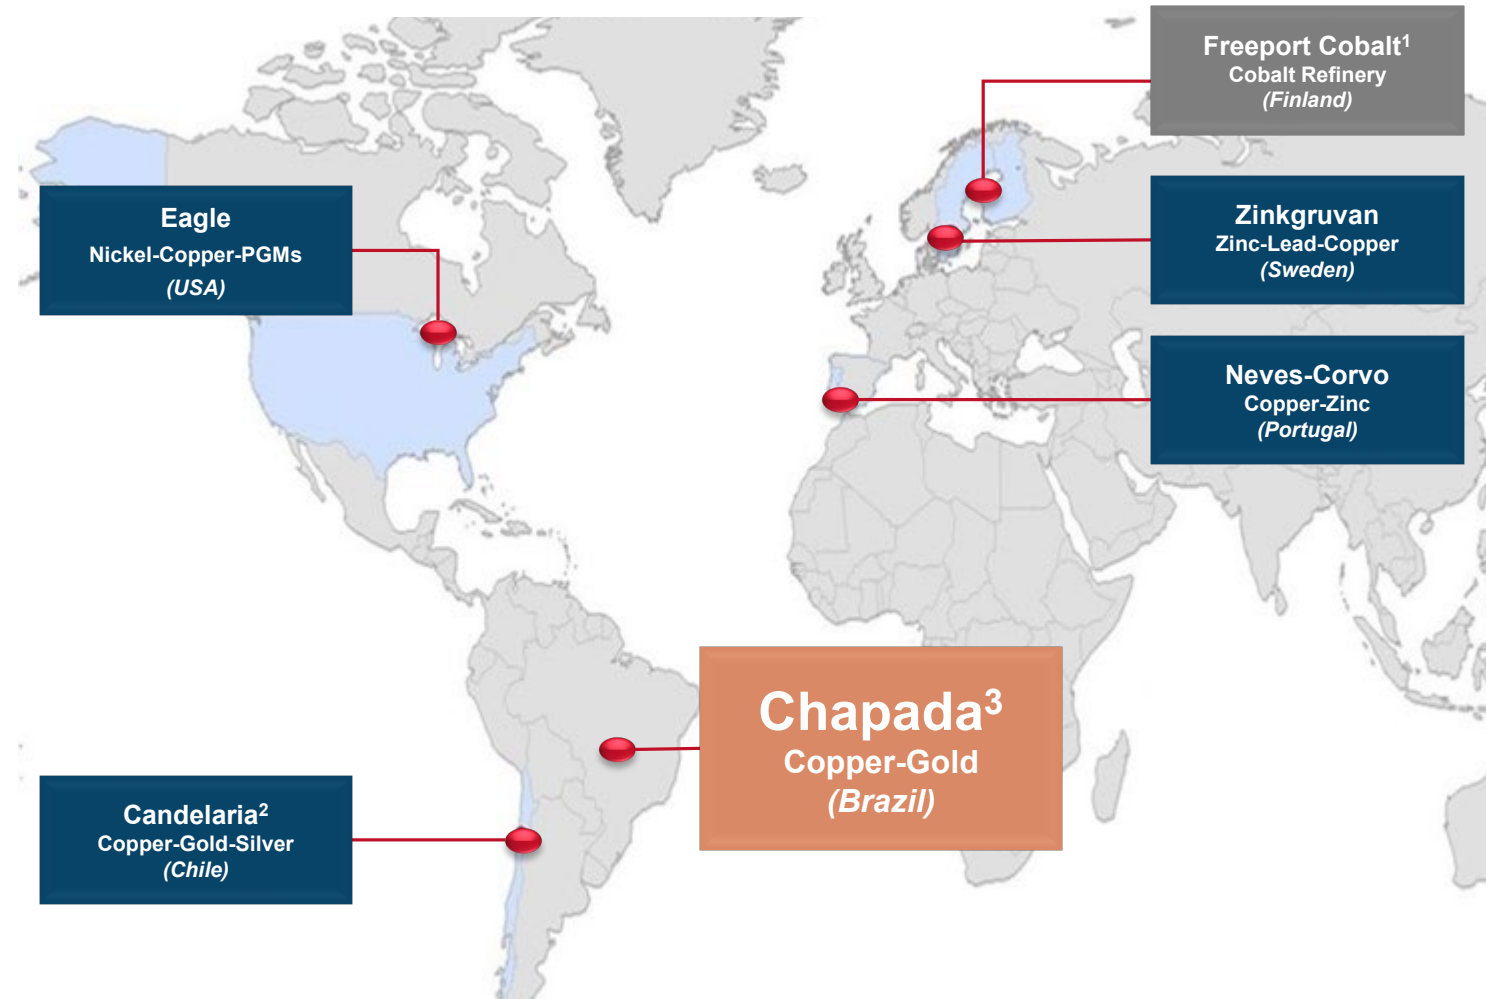 Freeport Cobalt¹
Cobalt Refinery
(Finland)
Eagle
Nickel-Copper-PGMs
(USA)
Zinkgruvan
Zinc-Lead-Copper
(Sweden)
Neves-Corvo
Copper-Zinc
(Portugal)
Chapada³
Copper-Gold
(Brazil)
Candelaria²
Copper-Gold-Silver
(Chile)